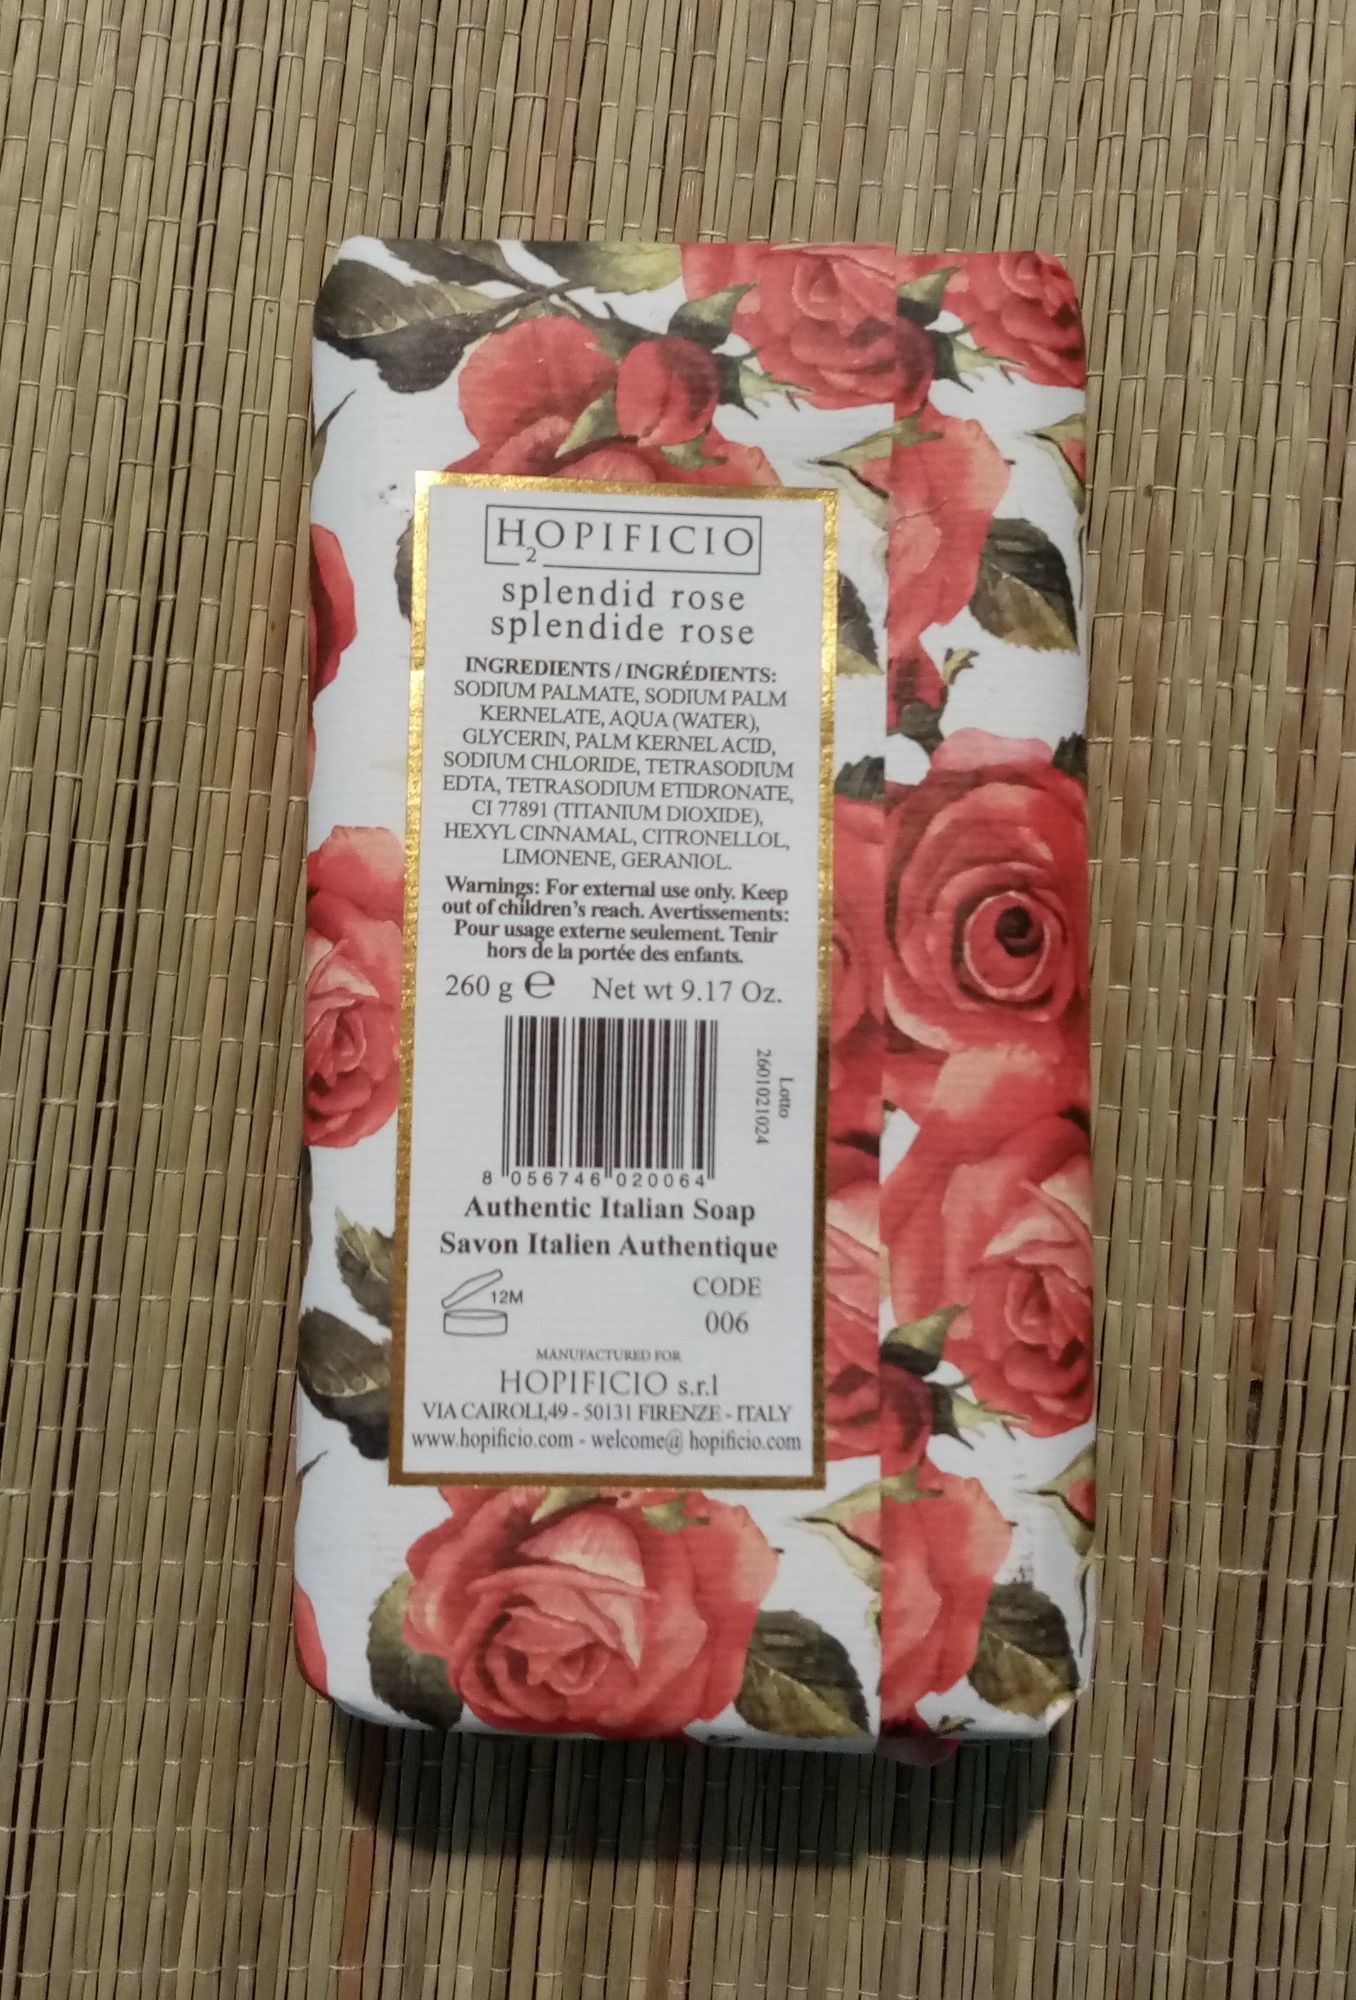 H2OPIFICIO
splendid rose
splendide rose
INGREDIENTS / INGRÉDIENTS:
SODIUM PALMATE, SODIUM PALM
KERNELATE, AQUA (WATER),
GLYCERIN, PALM KERNEL ACID,
SODIUM CHLORIDE, TETRASODIUM
EDTA, TETRASODIUM ETIDRONATE,
CI 77891 (TITANIUM DIOXIDE),
HEXYL CINNAMAL, CITRONELLOL,
LIMONENE, GERANIOL.
Warnings: For external use only. Keep
out of children's reach. Avertissements:
Pour usage externe seulement. Tenir
hors de la portée des enfants.
260 g ℮ Net wt 9.17 Oz.
Lotto
2601021024
8 056746 020064
Authentic Italian Soap
Savon Italien Authentique
12M
CODE
006
MANUFACTURED FOR
HOPIFICIO s.r.l
VIA CAIROLI,49 - 50131 FIRENZE - ITALY
www.hopificio.com - welcome@ hopificio.com